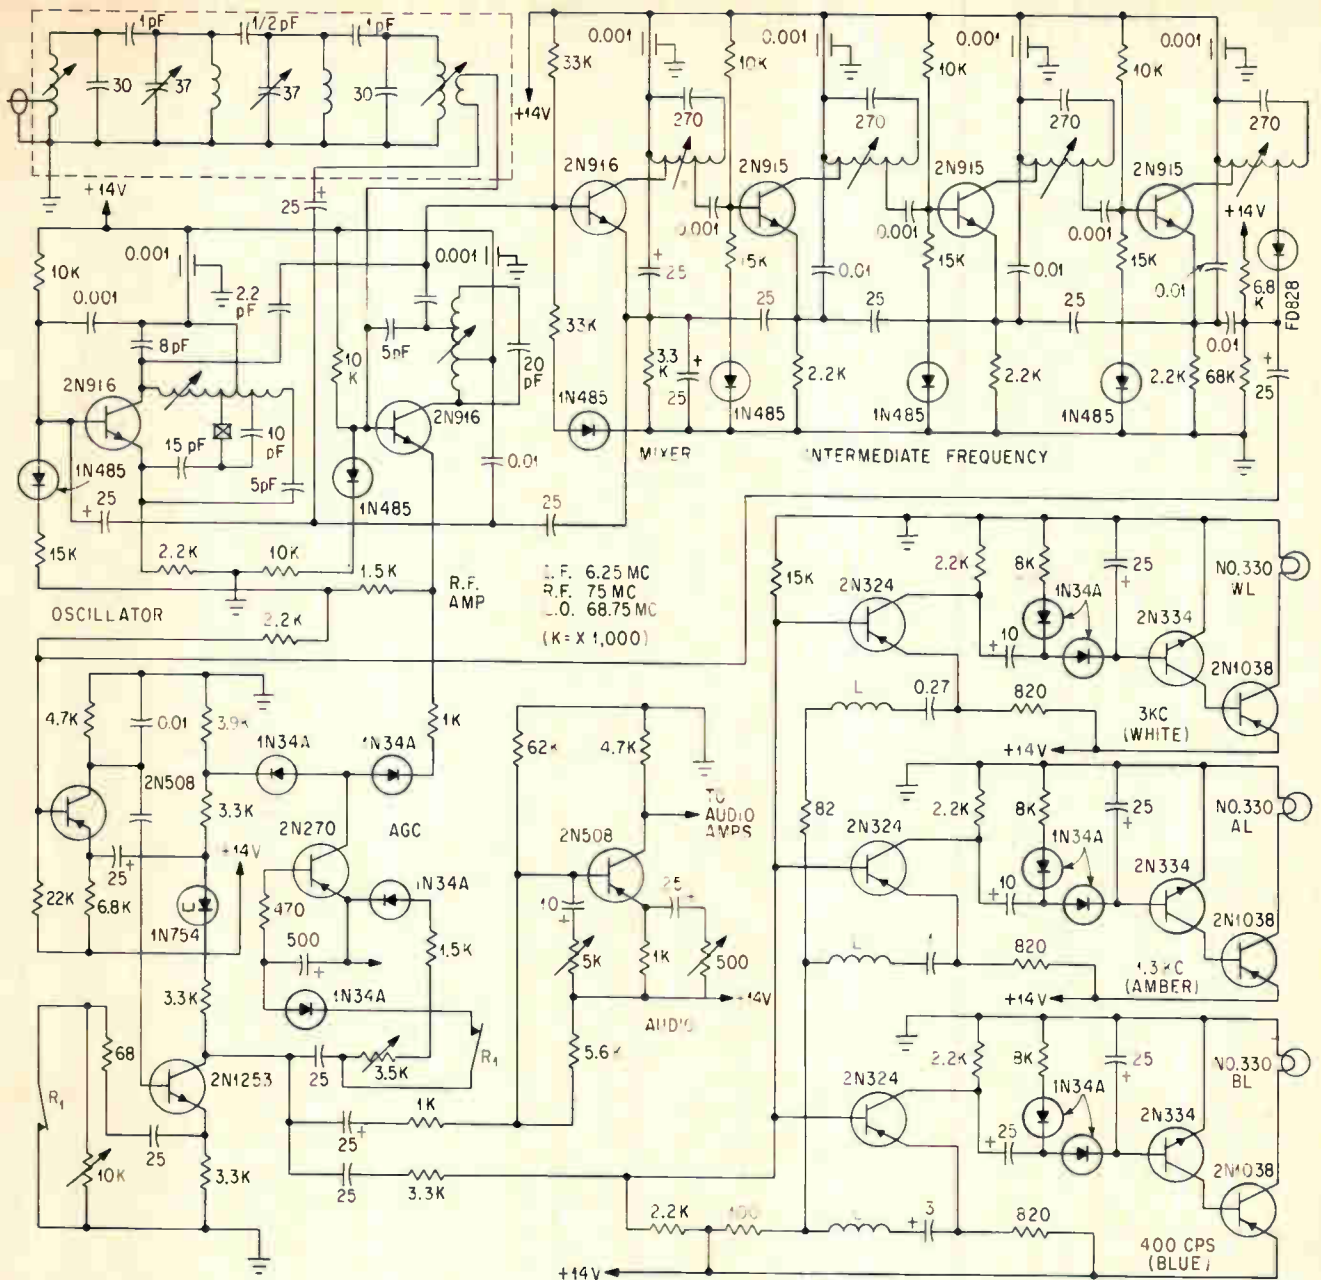 1pF
1/2pF
1pF
30
37
37
30
0.001
33K
10K
0.001
10K
0.001
10K
0.001
+14V
270
270
270
270
2N916
2N915
2N915
2N915
+14V
25
0.001
0.001
0.001
+14V
10K
0.001
2.2 pF
0.001
25
15K
0.01
15K
0.01
15K
0.01
6.8 K
FD828
0.001
8pF
5pF
33K
25
25
25
0.01
10 K
20 pF
3.3 K
25
2N916
2N916
1N485
1N485
2.2K
1N485
2.2K
1N485
2.2K
68K
25
15 pF
10 pF
MIXER
INTERMEDIATE FREQUENCY
1N485
5pF
0.01
25
1N485
25
15K
2.2K
10K
1.5K
R.F. AMP
I.F. 6.25 MC
R.F. 75 MC
L.O. 68.75 MC
(K = X 1,000)
OSCILLATOR
2.2K
15K
2N324
2.2K
8K
25
NO.330 WL
1N34A
2N334
10
2N1038
L
0.27
820
3KC (WHITE)
+14V
4.7K
0.01
3.9K
1N34A
1N34A
1K
62K
4.7K
2N508
3.3K
AGC
TO AUDIO AMPS
82
2N324
2.2K
8K
25
NO.330 AL
1N34A
2N334
10
2N1038
+14V
2N270
2N508
25
22K
6.8K
1N754
470
1N34A
500
1.5K
10
25
5K
1K
500
L
820
1.3KC (AMBER)
+14V
3.3K
1N34A
+14V
AUDIO
R1
68
2N1253
25
3.5K
R1
5.6K
2N324
2.2K
8K
25
NO.330 BL
1N34A
2N334
25
2N1038
10K
25
3.3K
25
1K
25
3.3K
2.2K
100
L
3
820
400 CPS (BLUE)
+14V